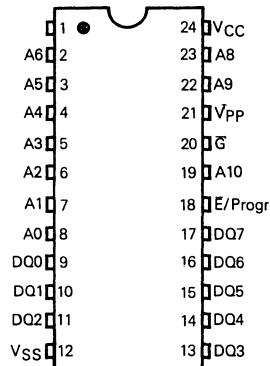 1 24 VCC
A6 2 23 A8
A5 3 22 A9
A4 4 21 V̅PP
A3 5 20 G̅
A2 6 19 A10
A1 7 18 E̅/Progr
A0 8 17 DQ7
DQ0 9 16 DQ6
DQ1 10 15 DQ5
DQ2 11 14 DQ4
VSS 12 13 DQ3